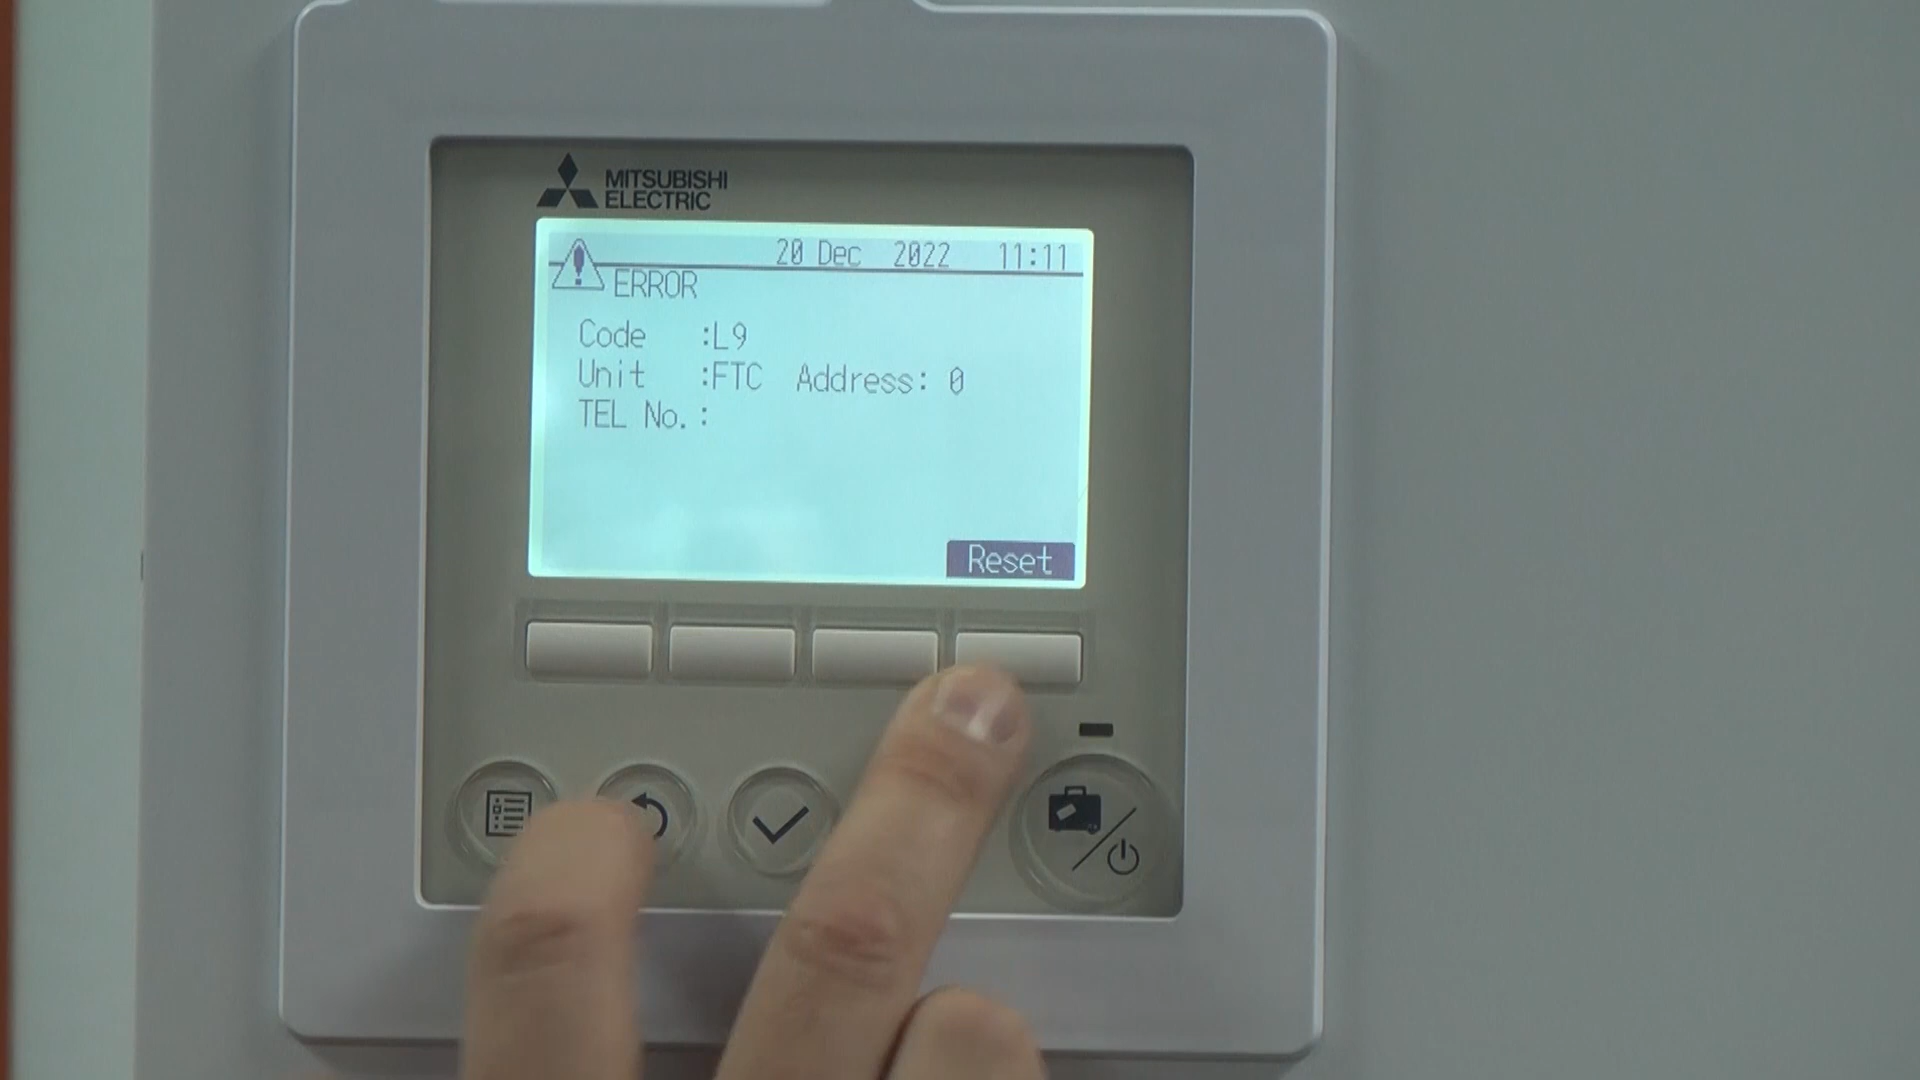 MITSUBISHI
ELECTRIC
20 Dec 2022 11:11
ERROR
Code :L9
Unit :FTC Address: 0
TEL No. :
Reset